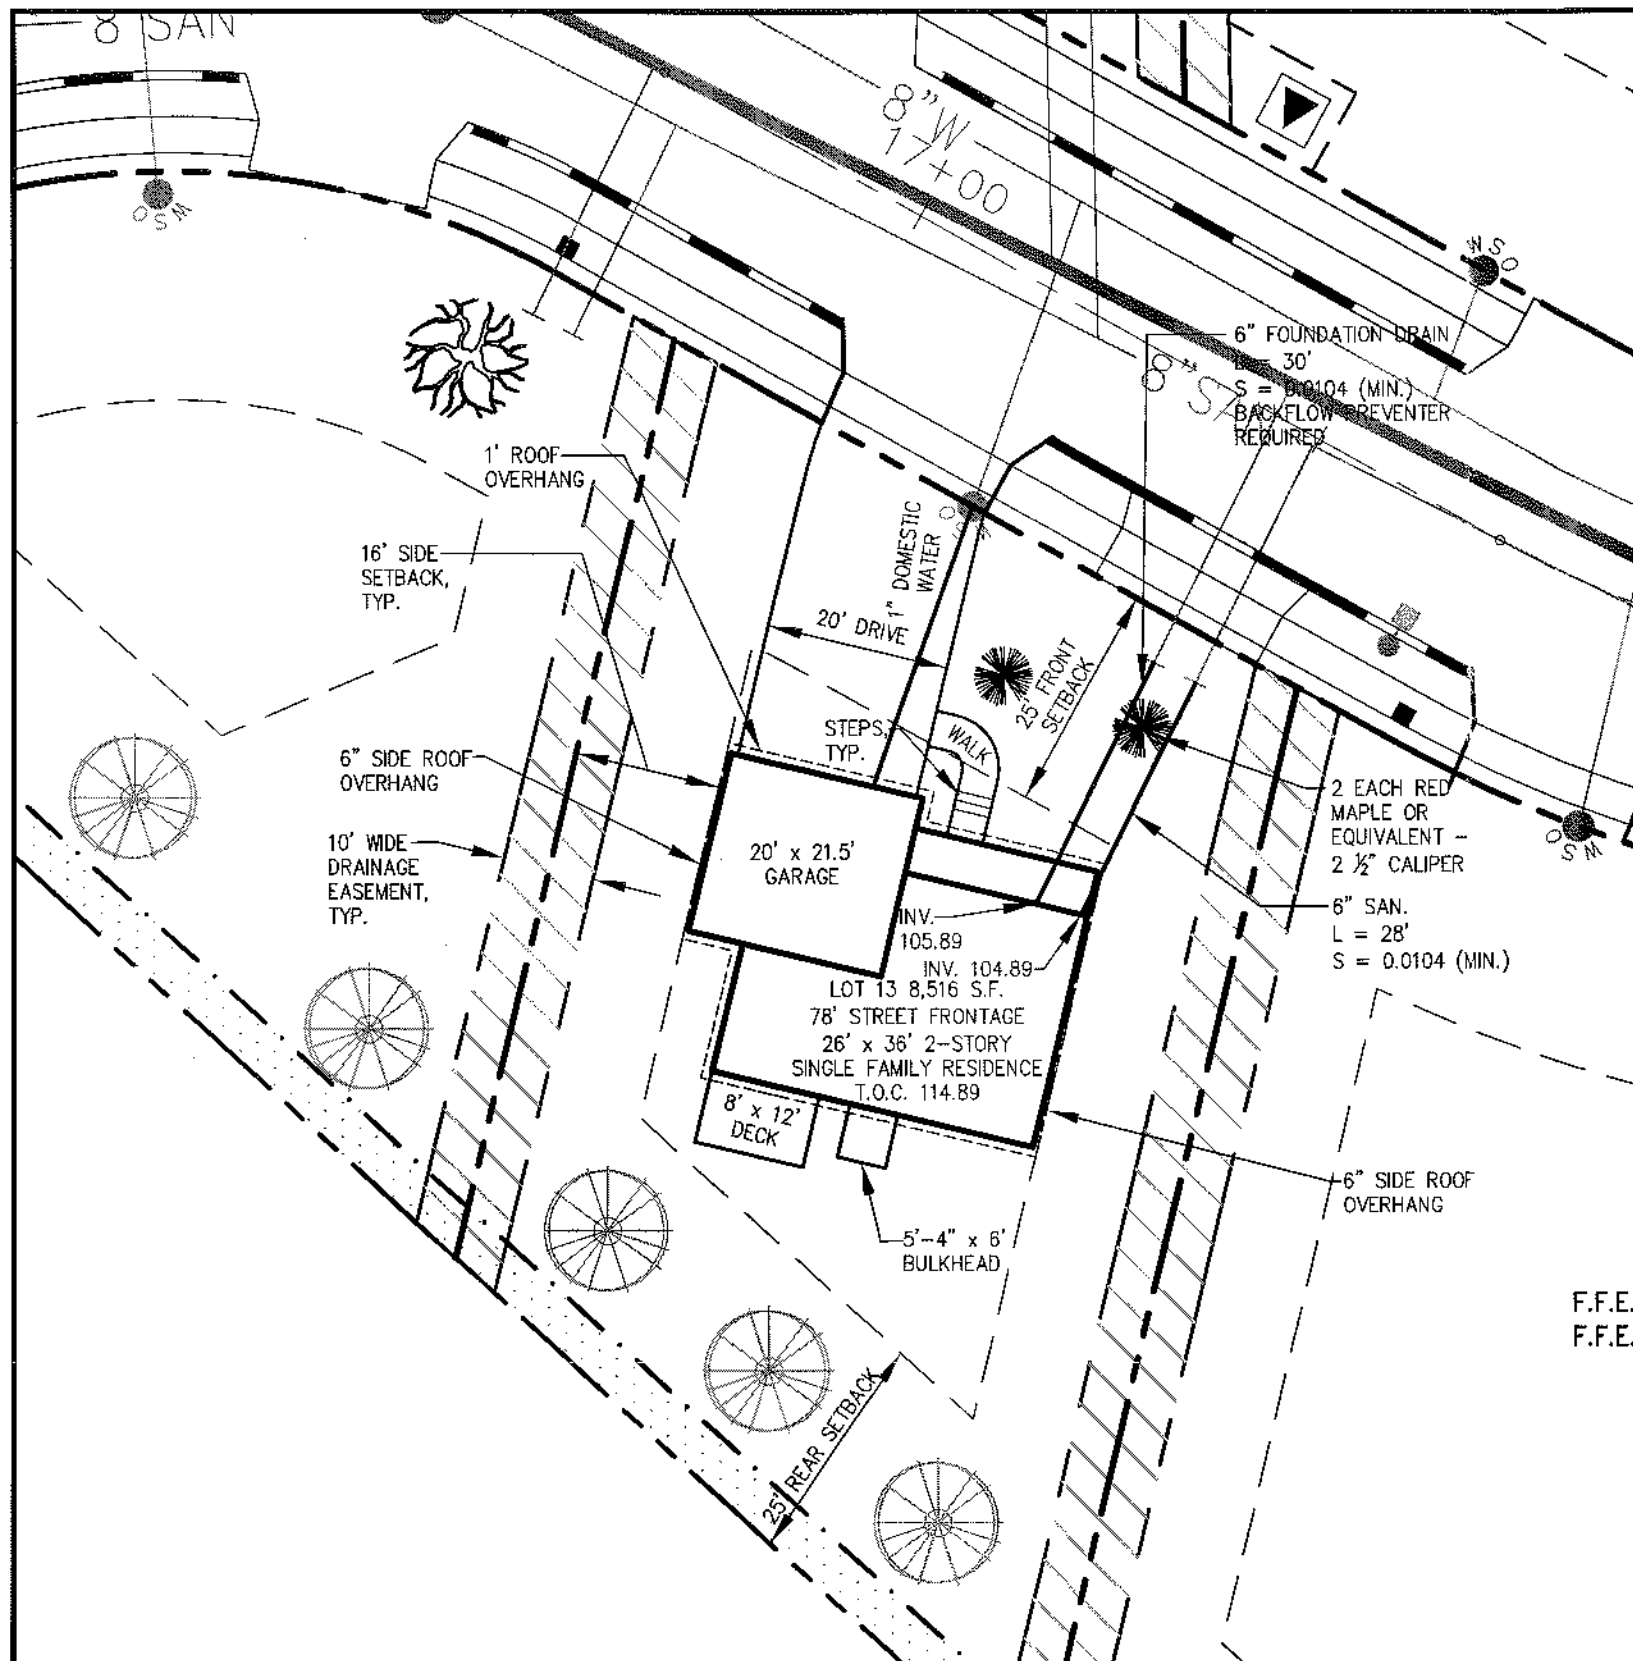 8 SAN
8"W
17+00
WSO
WSO
6" FOUNDATION DRAIN
L = 30'
S = 0.0104 (MIN.)
BACKFLOW PREVENTER
REQUIRED
1' ROOF
OVERHANG
16' SIDE
SETBACK,
TYP.
1" DOMESTIC
WATER
20' DRIVE
25' FRONT
SETBACK
STEPS,
TYP.
WALK
6" SIDE ROOF
OVERHANG
10' WIDE
DRAINAGE
EASEMENT,
TYP.
20' x 21.5'
GARAGE
2 EACH RED
MAPLE OR
EQUIVALENT –
2 ½" CALIPER
WSO
6" SAN.
L = 28'
S = 0.0104 (MIN.)
INV.
105.89
INV. 104.89
LOT 13 8,516 S.F.
78' STREET FRONTAGE
26' x 36' 2-STORY
SINGLE FAMILY RESIDENCE
T.O.C. 114.89
8' x 12'
DECK
6" SIDE ROOF
OVERHANG
5'-4" x 6'
BULKHEAD
F.F.E.
F.F.E.
25' REAR SETBACK